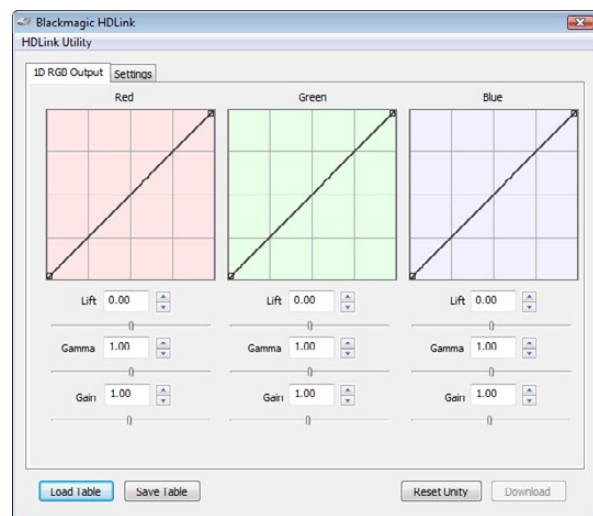 Blackmagic HDLink
HDLink Utility
1D RGB Output Settings
Red Green Blue
Lift 0.00 Lift 0.00 Lift 0.00
Gamma 1.00 Gamma 1.00 Gamma 1.00
Gain 1.00 Gain 1.00 Gain 1.00
Load Table Save Table Reset Unity Download